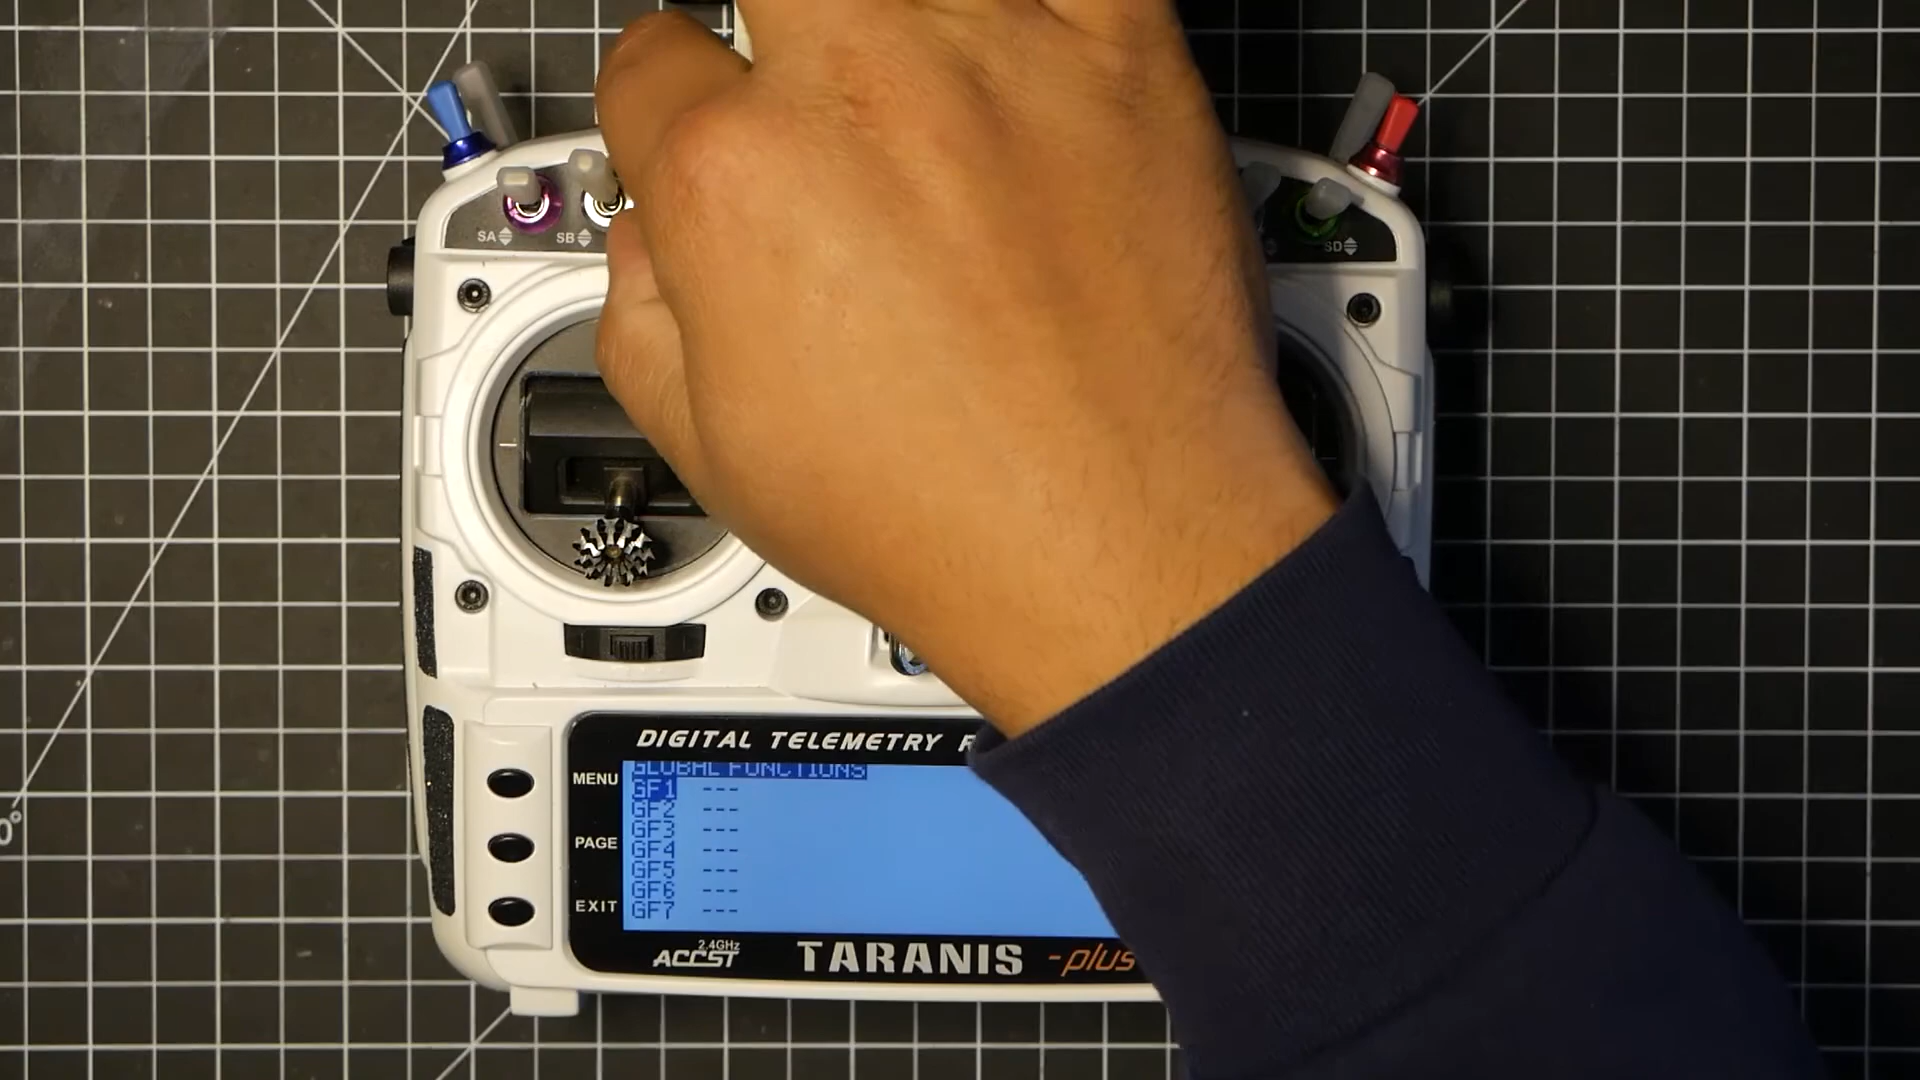 SA SB
SD
DIGITAL TELEMETRY
MENU
PAGE
EXIT
GLOBAL FUNCTIONS
GF1 ---
GF2 ---
GF3 ---
GF4 ---
GF5 ---
GF6 ---
GF7 ---
2.4GHz
ACCST
TARANIS -plus
0°